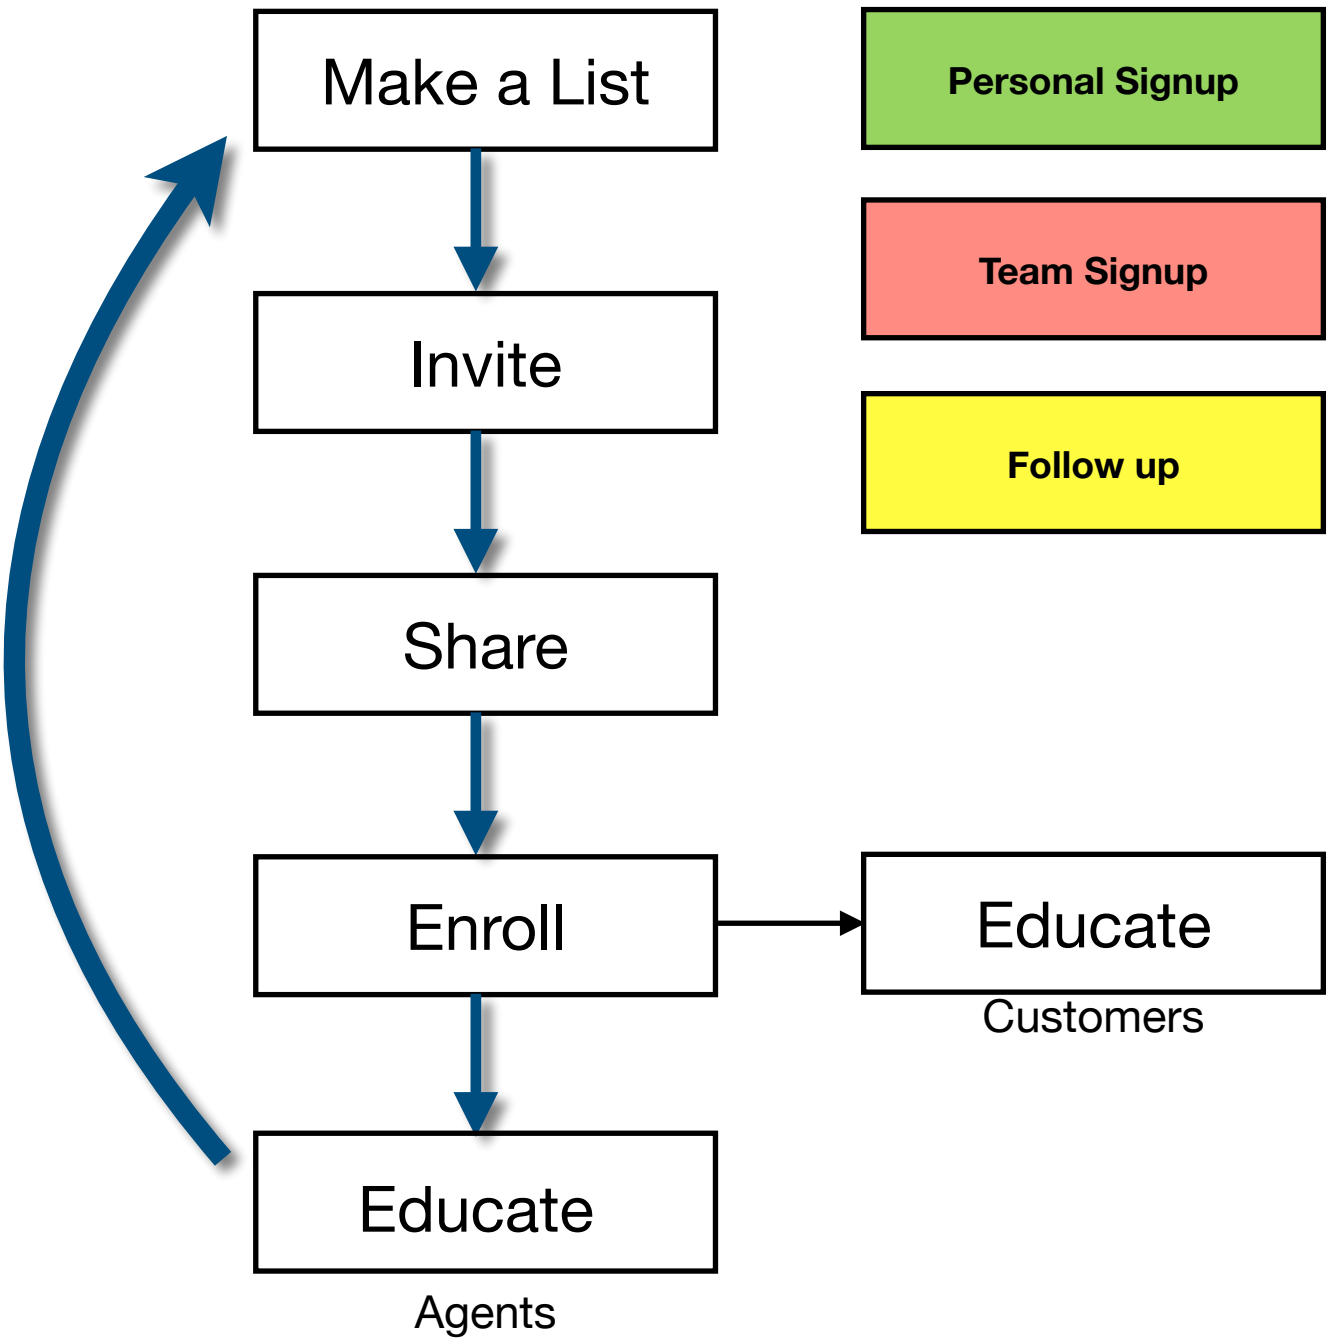 Make a List
Personal Signup
Team Signup
Invite
Follow up
Share
Enroll
Educate
Customers
Educate
Agents